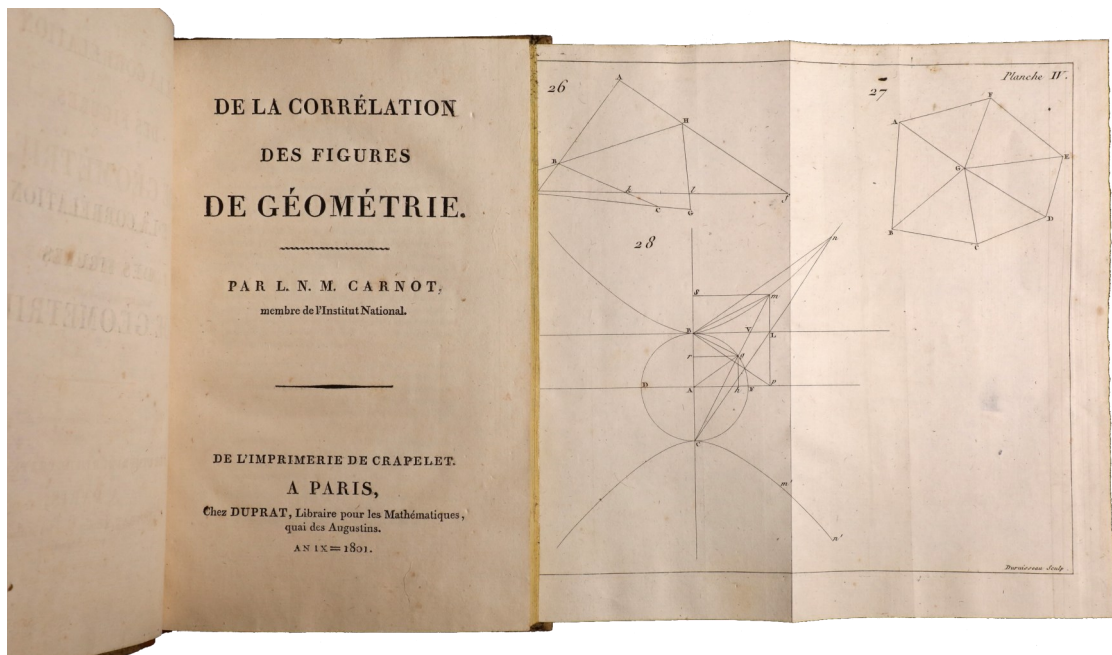 DE LA CORRÉLATION
DES FIGURES
DE GÉOMÉTRIE.
PAR L. N. M. CARNOT,
membre de l'Institut National.
DE L'IMPRIMERIE DE CRAPELET.
A PARIS,
Chez DUPRAT, Libraire pour les Mathématiques,
quai des Augustins.
AN IX = 1801.
Planche IV.
26
A
H
B
k
l
f
C
G
27
F
A
E
G
D
B
C
28
n
g
m
B
V
L
r
q
D
A
h
p
C
m'
n'